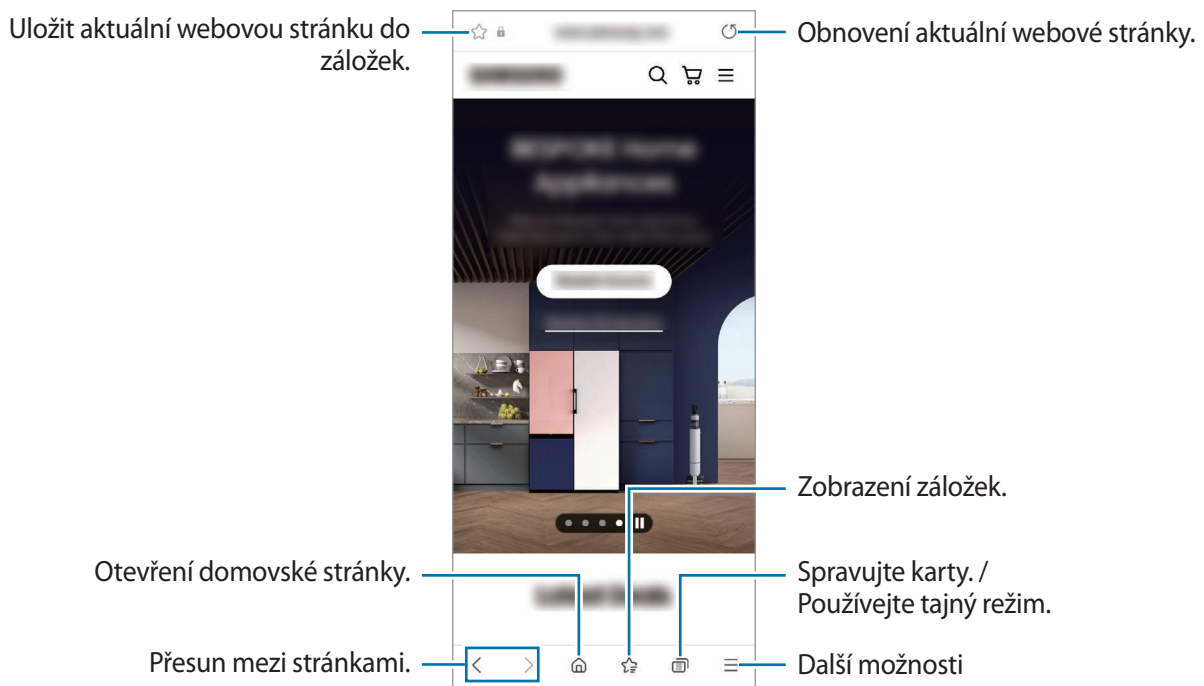 Uložit aktuální webovou stránku do
záložek.
Obnovení aktuální webové stránky.
Zobrazení záložek.
Otevření domovské stránky.
Spravujte karty. /
Používejte tajný režim.
Přesun mezi stránkami.
Další možnosti